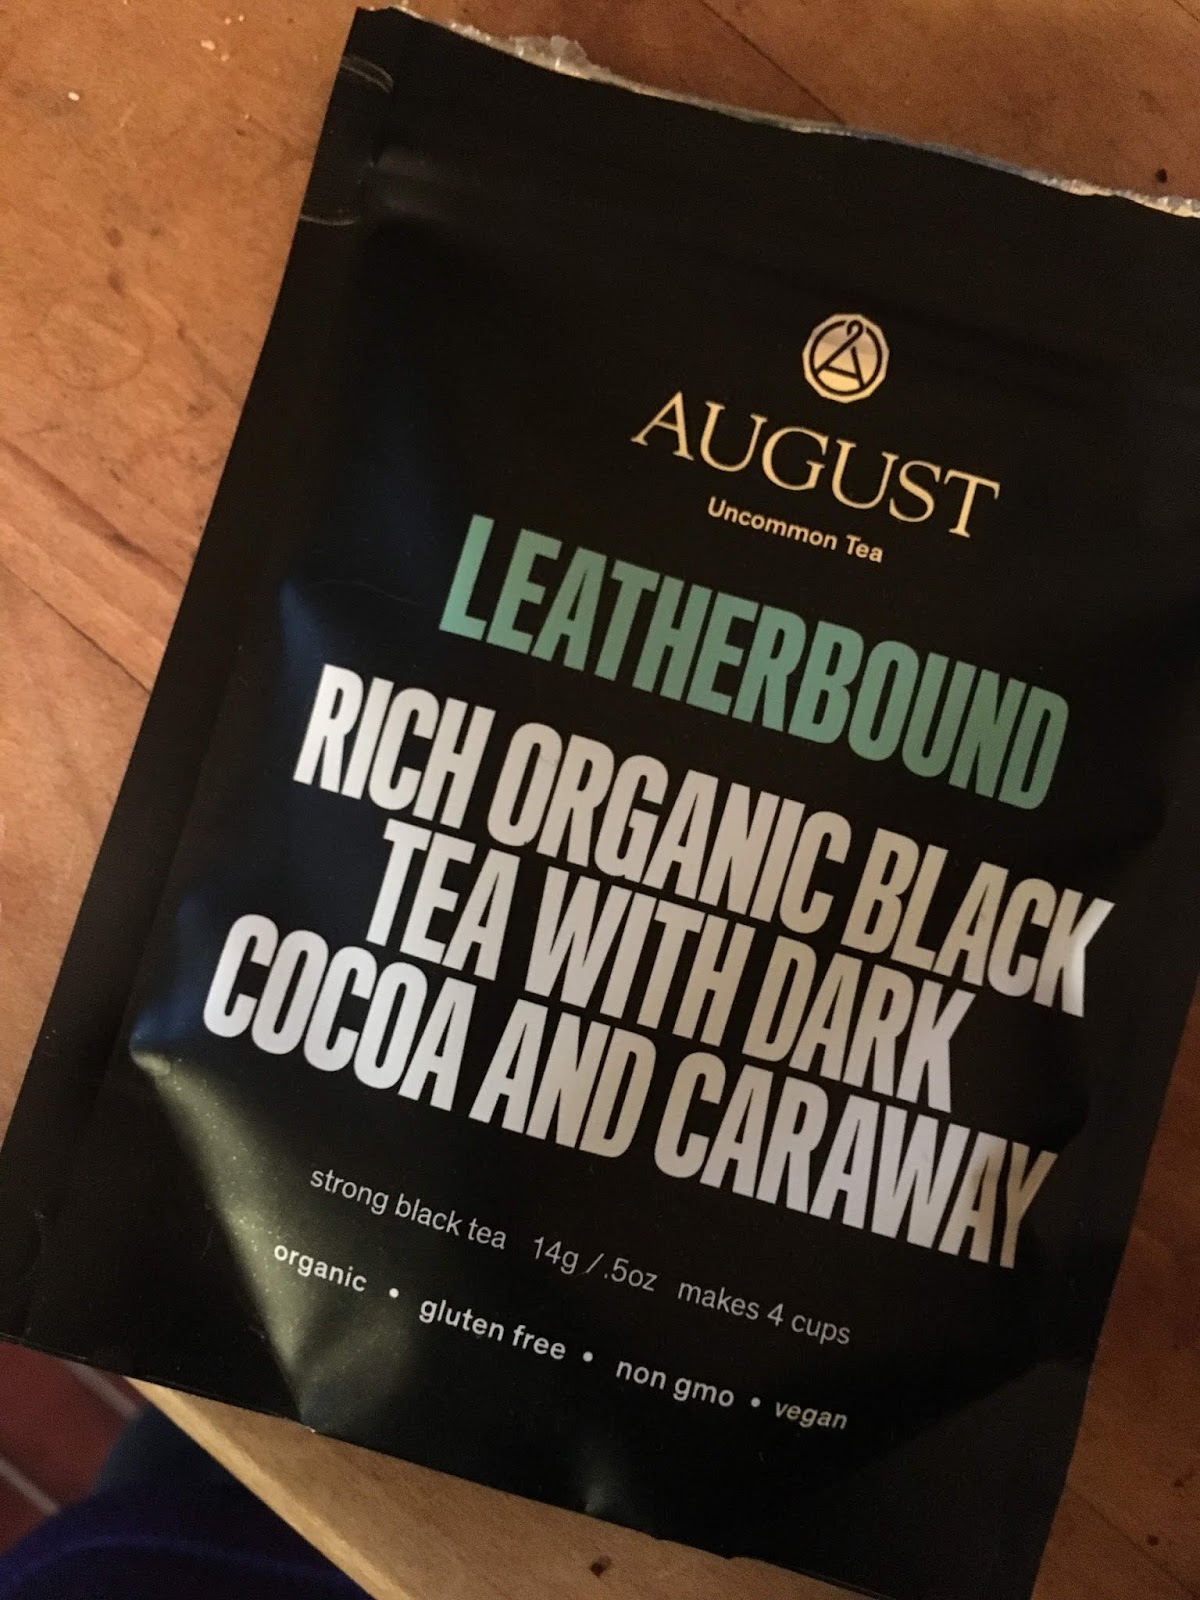 AUGUST
Uncommon Tea
LEATHERBOUND
RICH ORGANIC BLACK
TEA WITH DARK
COCOA AND CARAWAY
strong black tea 14g / .5oz makes 4 cups
organic • gluten free • non gmo • vegan